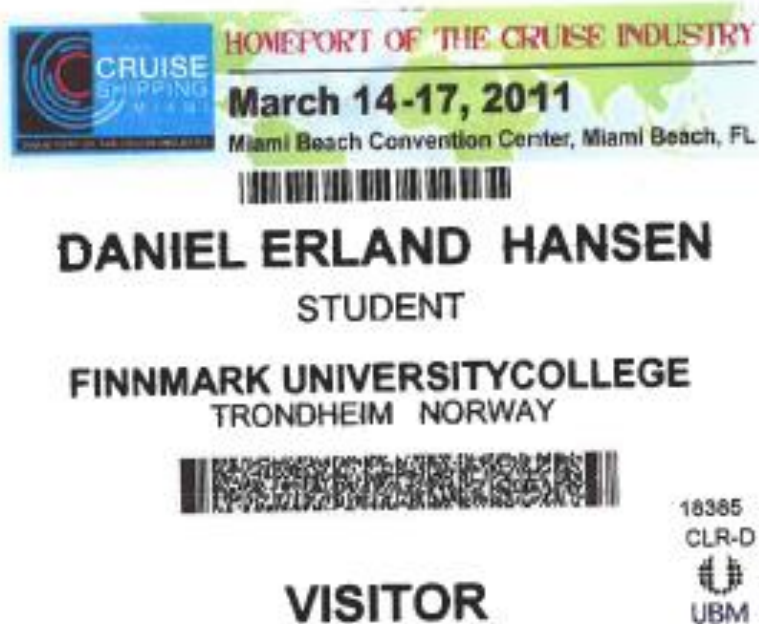 HOMEPORT OF THE CRUISE INDUSTRY
CRUISE
SHIPPING
MIAMI
March 14-17, 2011
Miami Beach Convention Center, Miami Beach, FL
DANIEL ERLAND HANSEN
STUDENT
FINNMARK UNIVERSITYCOLLEGE
TRONDHEIM NORWAY
18385
CLR-D
UBM
VISITOR